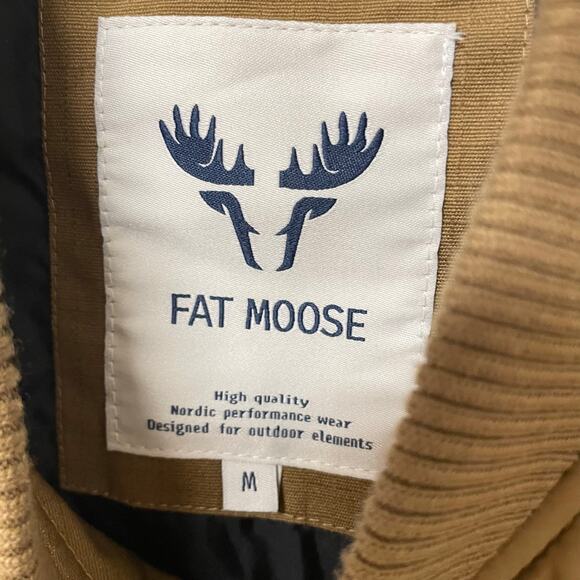 FAT MOOSE
High quality
Nordic performance wear
Designed for outdoor elements
M